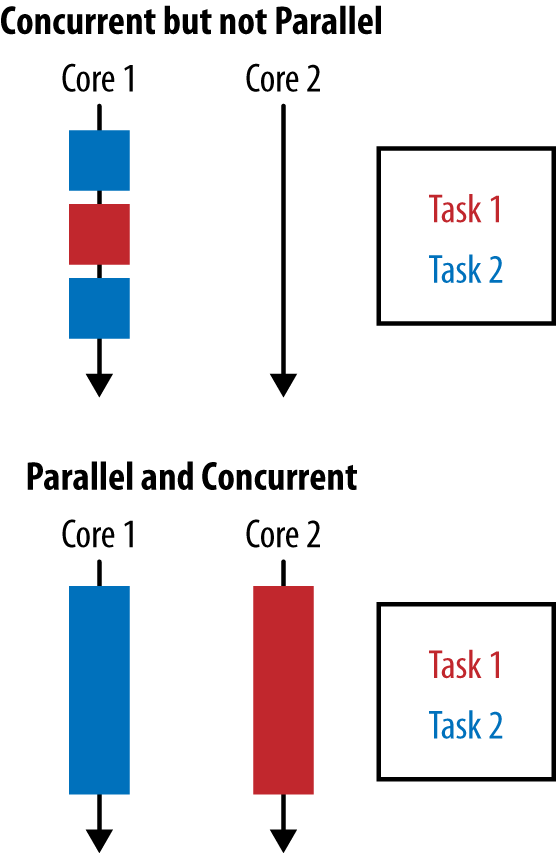 Concurrent but not Parallel
Core 1
Core 2
Task 1
Task 2
Parallel and Concurrent
Core 1
Core 2
Task 1
Task 2